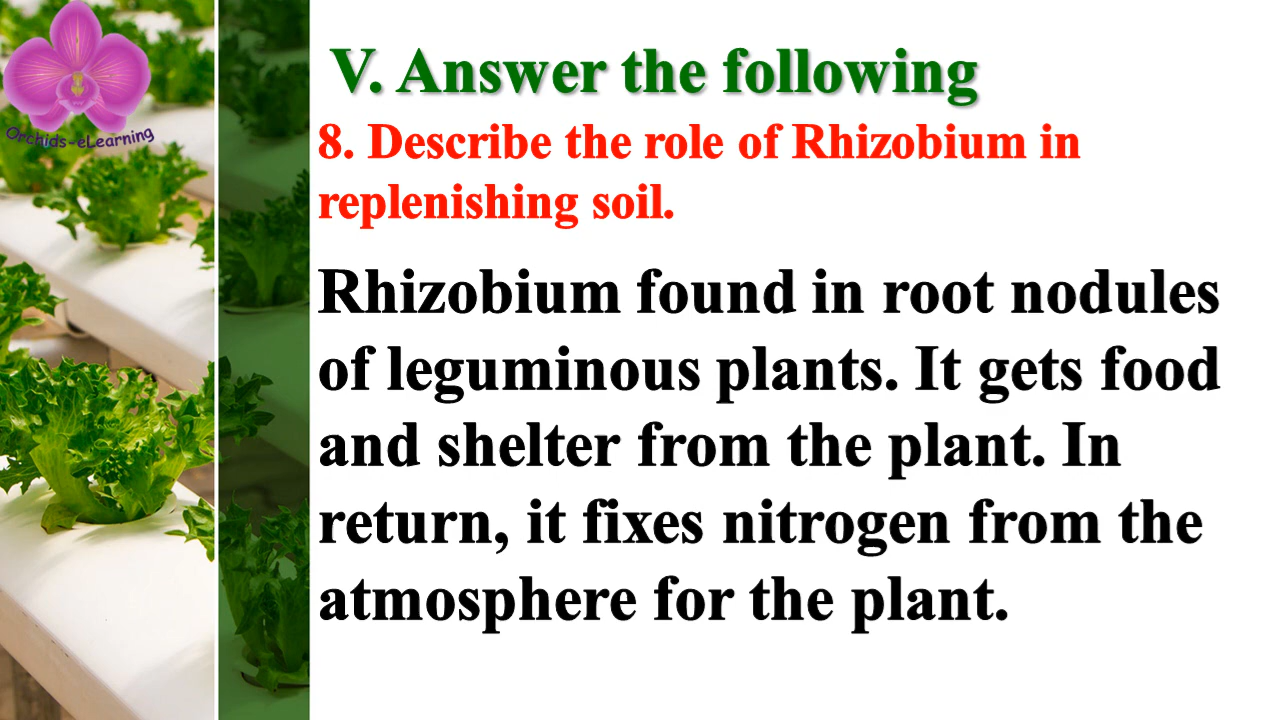 Orchids-eLearning
V. Answer the following
8. Describe the role of Rhizobium in
replenishing soil.
Rhizobium found in root nodules
of leguminous plants. It gets food
and shelter from the plant. In
return, it fixes nitrogen from the
atmosphere for the plant.